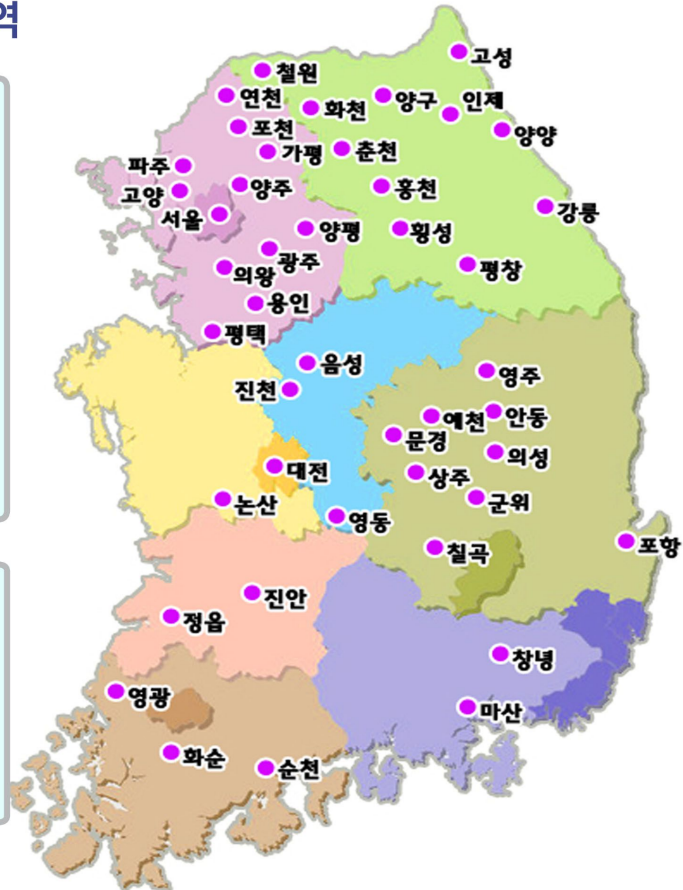 역
고성
철원
연천
화천
양구
인제
포천
양양
가평
춘천
파주
고양
양주
홍천
서울
강릉
양평
횡성
광주
의왕
평창
용인
평택
음성
영주
진천
예천
안동
문경
의성
대전
상주
논산
군위
영동
칠곡
포항
진안
정읍
창녕
영광
마산
화순
순천